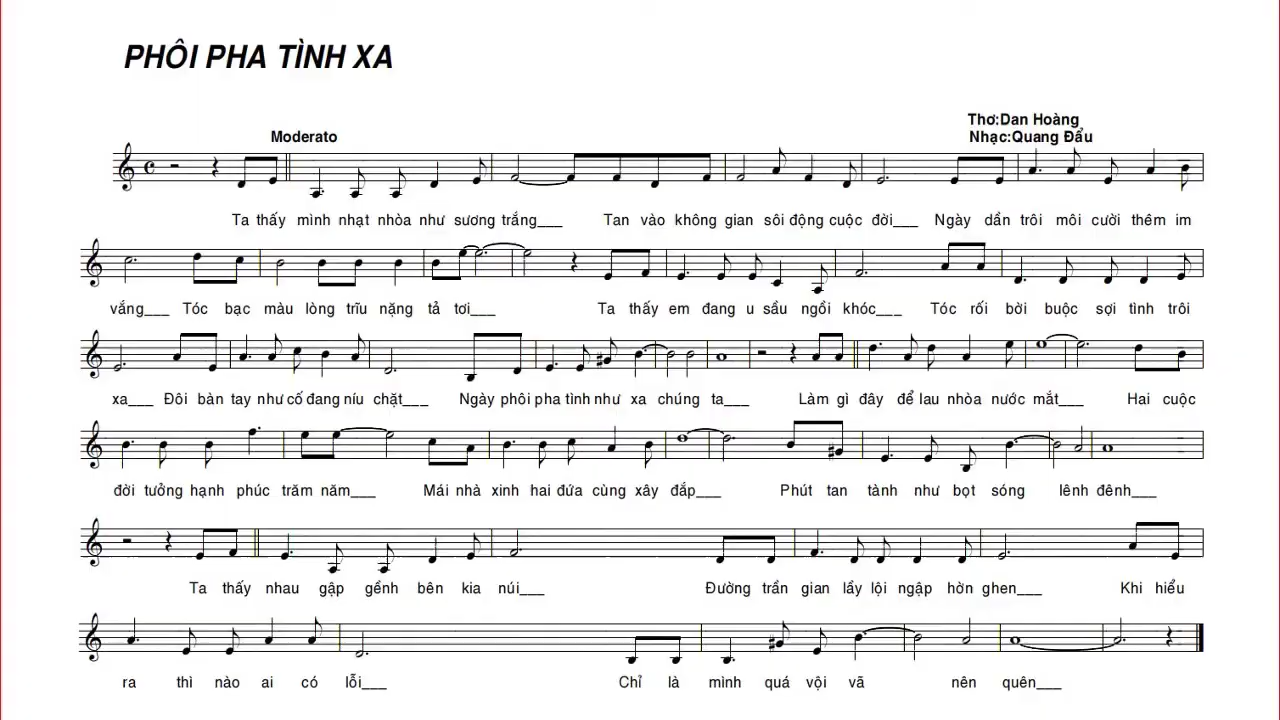 PHÔI PHA TÌNH XA
Thơ:Dan Hoàng
Moderato
Nhạc:Quang Đẩu
Ta thấy mình nhạt nhòa như sương trắng___ Tan vào không gian sôi động cuộc đời___ Ngày dần trôi môi cười thêm im
vắng___ Tóc bạc màu lòng trĩu nặng tả tơi___ Ta thấy em đang u sầu ngồi khóc___ Tóc rối bời buộc sợi tình trôi
xa___ Đôi bàn tay như cố đang níu chặt___ Ngày phôi pha tình như xa chúng ta___ Làm gì đây để lau nhòa nước mắt___ Hai cuộc
đời tưởng hạnh phúc trăm năm___ Mái nhà xinh hai đứa cùng xây đắp___ Phút tan tành như bọt sóng lênh đênh___
Ta thấy nhau gập gềnh bên kia núi___ Đường trần gian lầy lội ngập hờn ghen___ Khi hiểu
ra thì nào ai có lỗi___ Chỉ là mình quá vội vã nên quên___